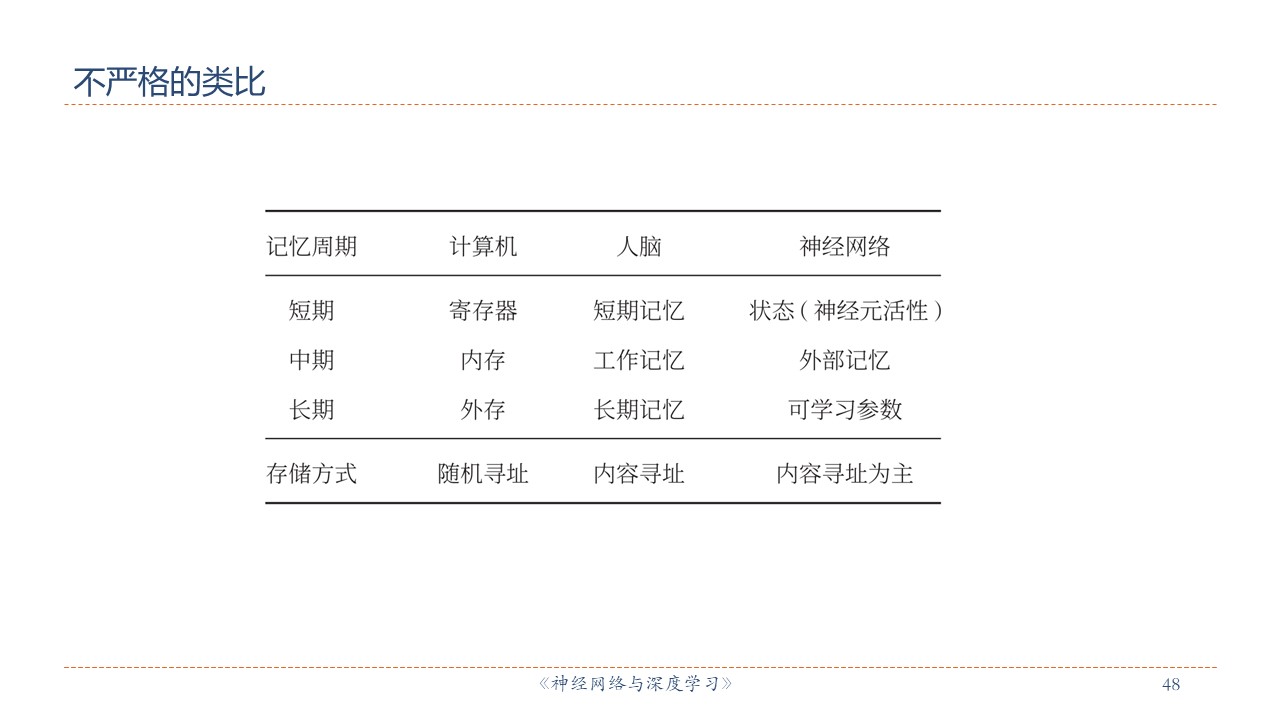 不严格的类比
记忆周期 计算机 人脑 神经网络
短期 寄存器 短期记忆 状态(神经元活性)
中期 内存 工作记忆 外部记忆
长期 外存 长期记忆 可学习参数
存储方式 随机寻址 内容寻址 内容寻址为主
《神经网络与深度学习》 48